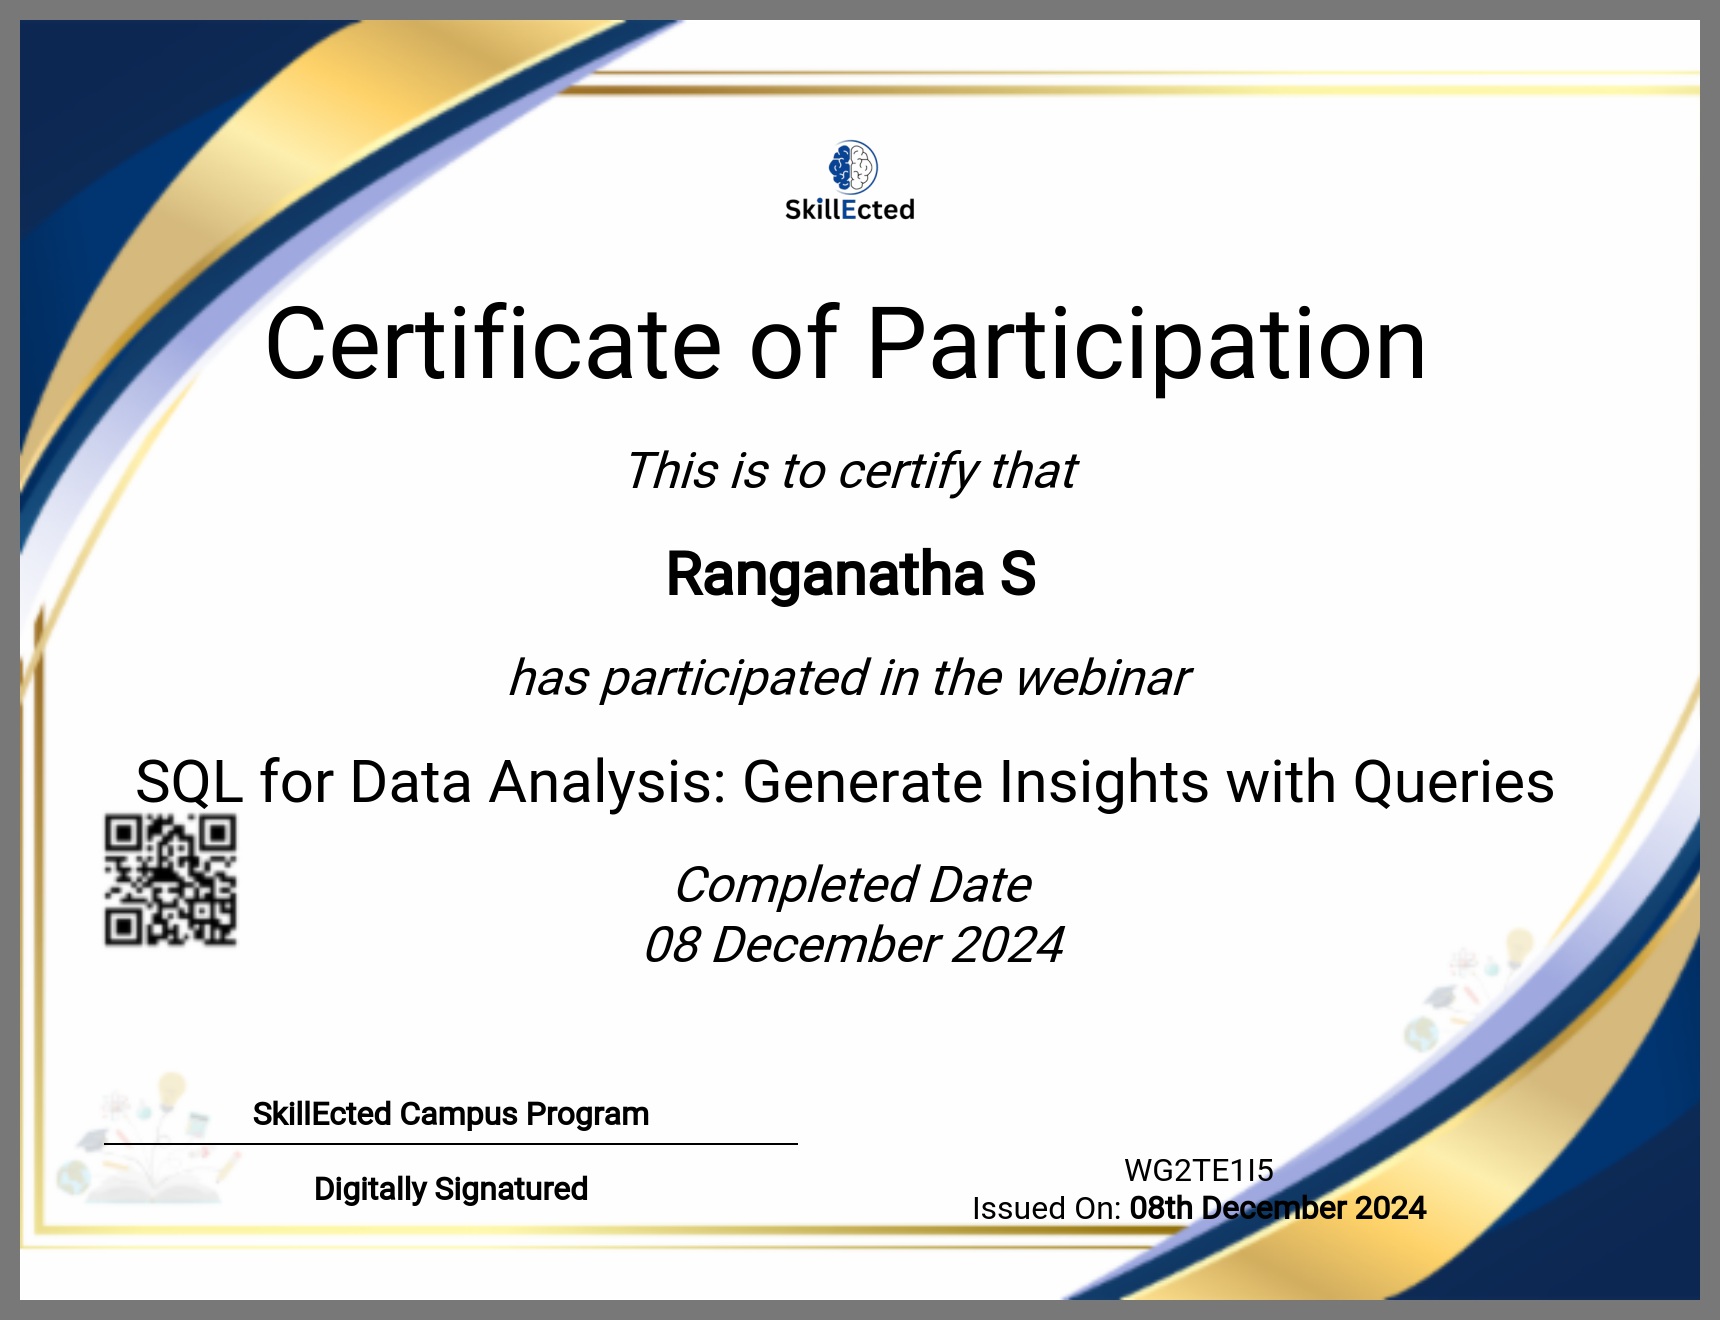 SkillEcted
Certificate of Participation
This is to certify that
Ranganatha S
has participated in the webinar
SQL for Data Analysis: Generate Insights with Queries
Completed Date
08 December 2024
SkillEcted Campus Program
Digitally Signatured
WG2TE1I5
Issued On: 08th December 2024